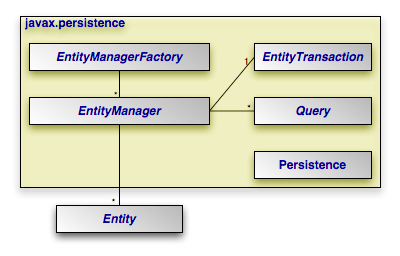 javax.persistence
EntityManagerFactory
EntityTransaction
1
*
EntityManager
*
Query
Persistence
*
Entity